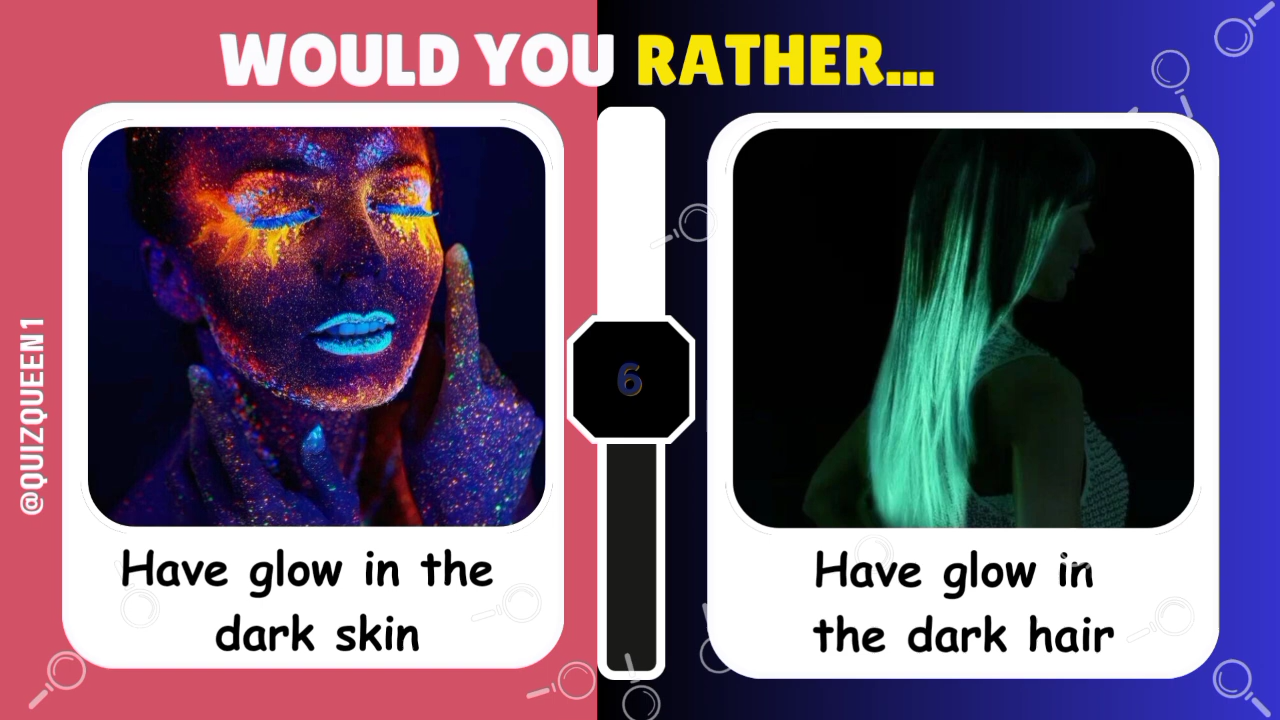 WOULD YOU RATHER...
@QUIZQUEEN1
6
Have glow in the
dark skin
Have glow in
the dark hair